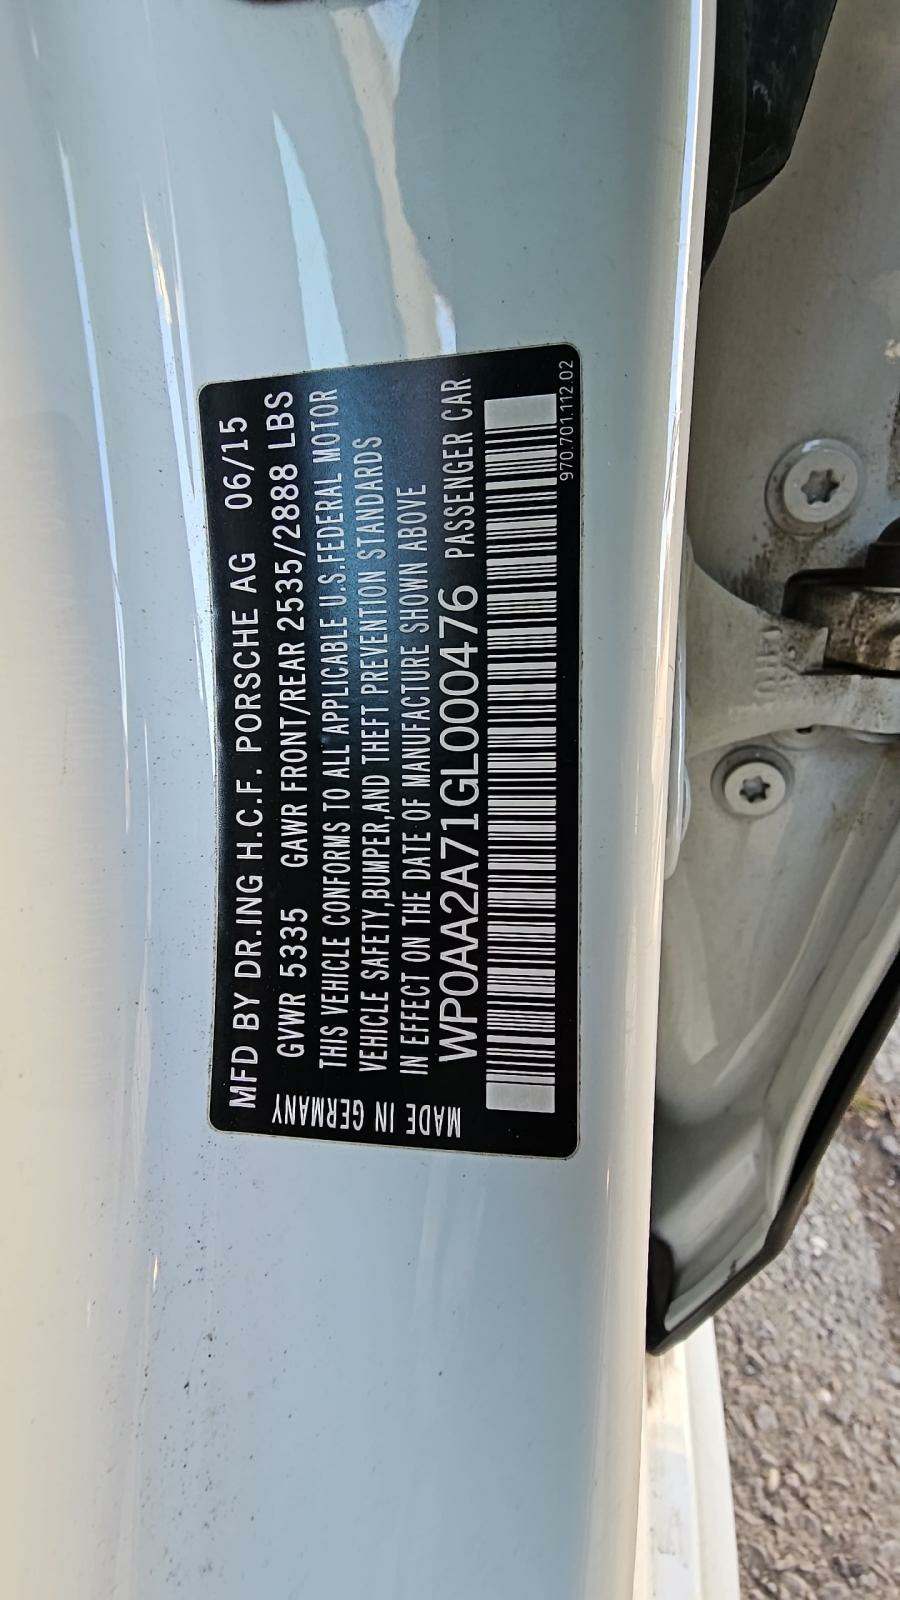 MFD BY DR.ING H.C.F. PORSCHE AG 06/15
GVWR 5335 GAWR FRONT/REAR 2535/2888 LBS
THIS VEHICLE CONFORMS TO ALL APPLICABLE U.S.FEDERAL MOTOR
VEHICLE SAFETY,BUMPER,AND THEFT PREVENTION STANDARDS
IN EFFECT ON THE DATE OF MANUFACTURE SHOWN ABOVE
WP0AA2A71GL000476 PASSENGER CAR
970.701.112.02
MADE IN GERMANY